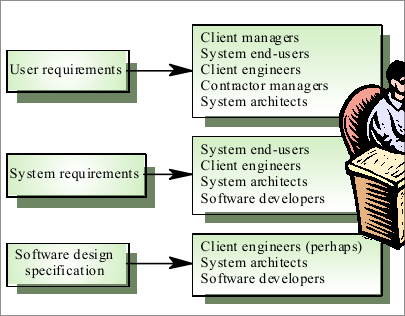 User requirements
Client managers
System end-users
Client engineers
Contractor managers
System architects
System requirements
System end-users
Client engineers
System architects
Software developers
Software design
specification
Client engineers (perhaps)
System architects
Software developers